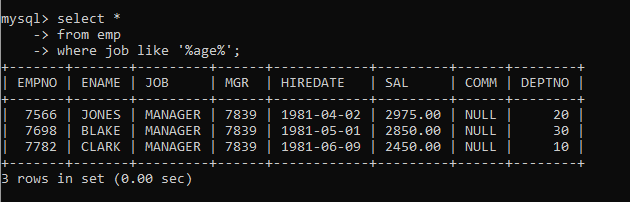 mysql> select *
    -> from emp
    -> where job like '%age%';
+-------+-------+---------+------+------------+---------+------+--------+
| EMPNO | ENAME | JOB     | MGR  | HIREDATE   | SAL     | COMM | DEPTNO |
+-------+-------+---------+------+------------+---------+------+--------+
|  7566 | JONES | MANAGER | 7839 | 1981-04-02 | 2975.00 | NULL |     20 |
|  7698 | BLAKE | MANAGER | 7839 | 1981-05-01 | 2850.00 | NULL |     30 |
|  7782 | CLARK | MANAGER | 7839 | 1981-06-09 | 2450.00 | NULL |     10 |
+-------+-------+---------+------+------------+---------+------+--------+
3 rows in set (0.00 sec)